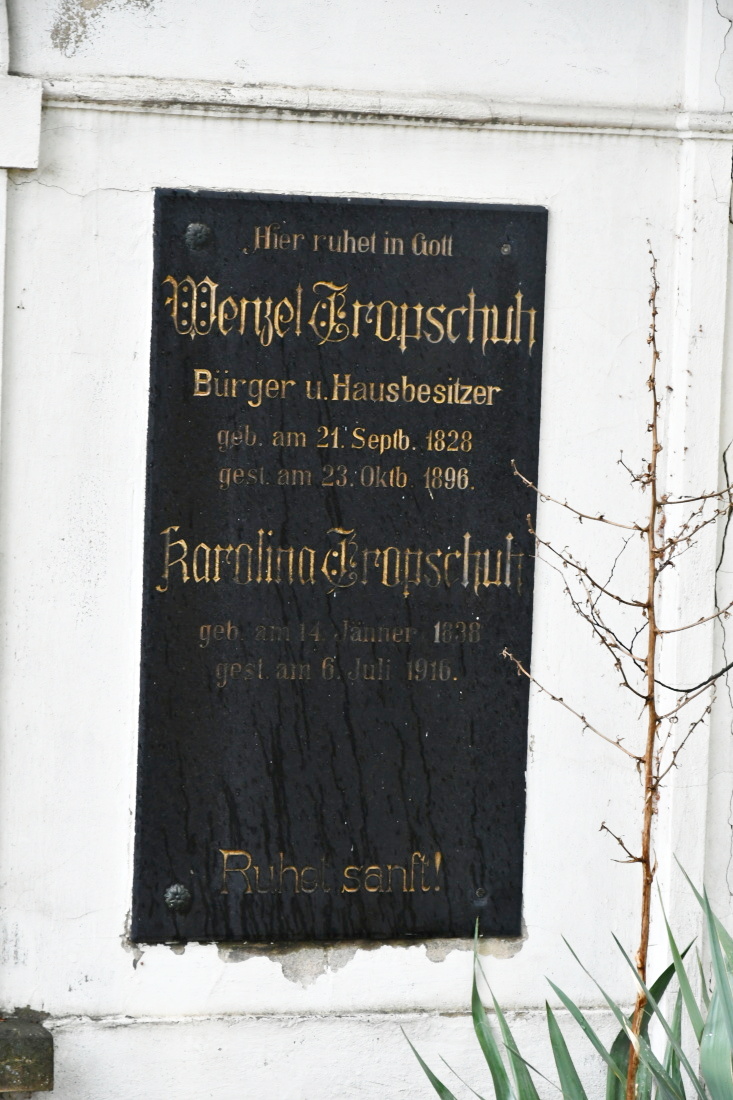 Hier ruhet in Gott
Wenzel Tropschuh
Bürger u. Hausbesitzer
geb. am 21. Septb. 1828
gest. am 23. Oktb. 1896.
Karolina Tropschuh
geb. am 14. Jänner 1838
gest. am 6. Juli 1916.
Ruhet sanft!